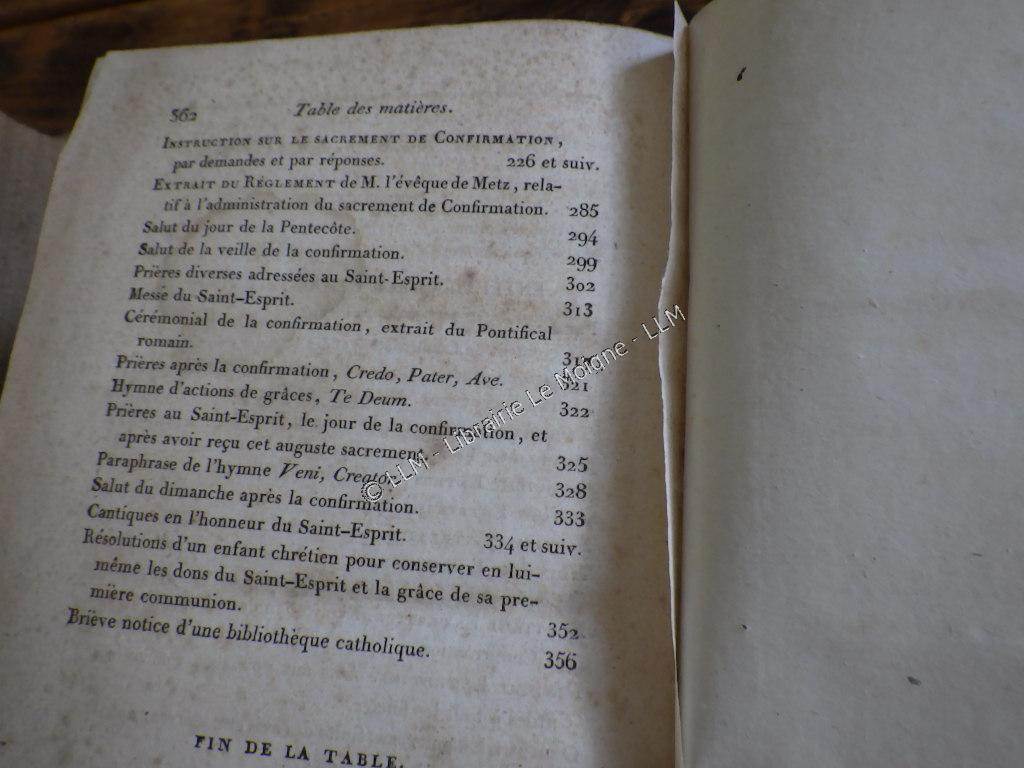 362 Table des matières.
INSTRUCTION SUR LE SACREMENT DE CONFIRMATION,
par demandes et par réponses. 226 et suiv.
EXTRAIT DU RÉGLEMENT de M. l'évêque de Metz, rela-
tif à l'administration du sacrement de Confirmation. 285
Salut du jour de la Pentecôte. 294
Salut de la veille de la confirmation. 299
Prières diverses adressées au Saint-Esprit. 302
Messe du Saint-Esprit. 313
Cérémonial de la confirmation, extrait du Pontifical
romain.
Prières après la confirmation, Credo, Pater, Ave. 321
Hymne d'actions de grâces, Te Deum. 322
Prières au Saint-Esprit, le jour de la confirmation, et
après avoir reçu cet auguste sacrement. 325
Paraphrase de l'hymne Veni, Creator. 328
Salut du dimanche après la confirmation. 333
Cantiques en l'honneur du Saint-Esprit. 334 et suiv.
Résolutions d'un enfant chrétien pour conserver en lui-
même les dons du Saint-Esprit et la grâce de sa pre-
mière communion. 352
Briève notice d'une bibliothèque catholique. 356
FIN DE LA TABLE.
© LLM - Librairie Le Moigne - LLM